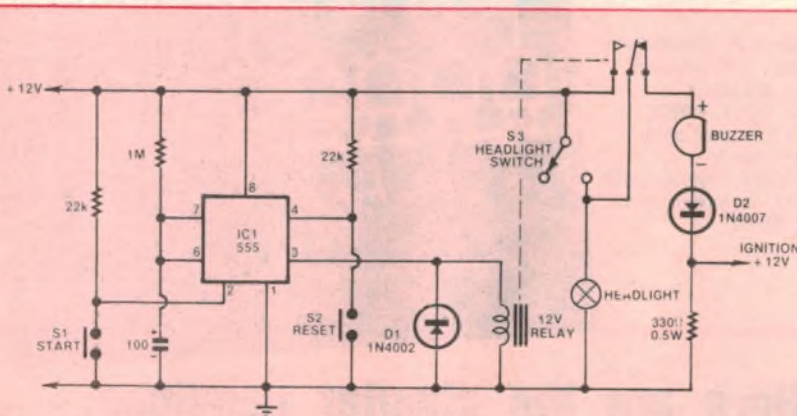 +12V
1M
22k
22k
8
7
4
6
3
2
1
IC1
555
S1
START
100
+
−
S2
RESET
D1
1N4002
12V
RELAY
S3
HEADLIGHT
SWITCH
HEADLIGHT
+
BUZZER
−
D2
1N4007
IGNITION
+12V
330Ω
0.5W